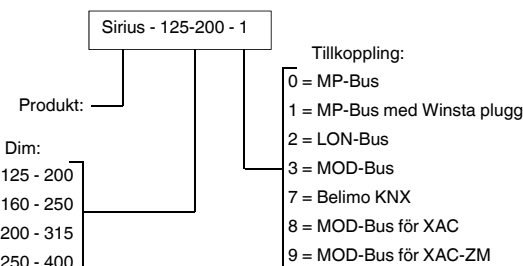 Sirius - 125-200 - 1
Tillkoppling:
0 = MP-Bus
1 = MP-Bus med Winsta plugg
2 = LON-Bus
3 = MOD-Bus
7 = Belimo KNX
8 = MOD-Bus för XAC
9 = MOD-Bus för XAC-ZM
Produkt:
Dim:
125 - 200
160 - 250
200 - 315
250 - 400